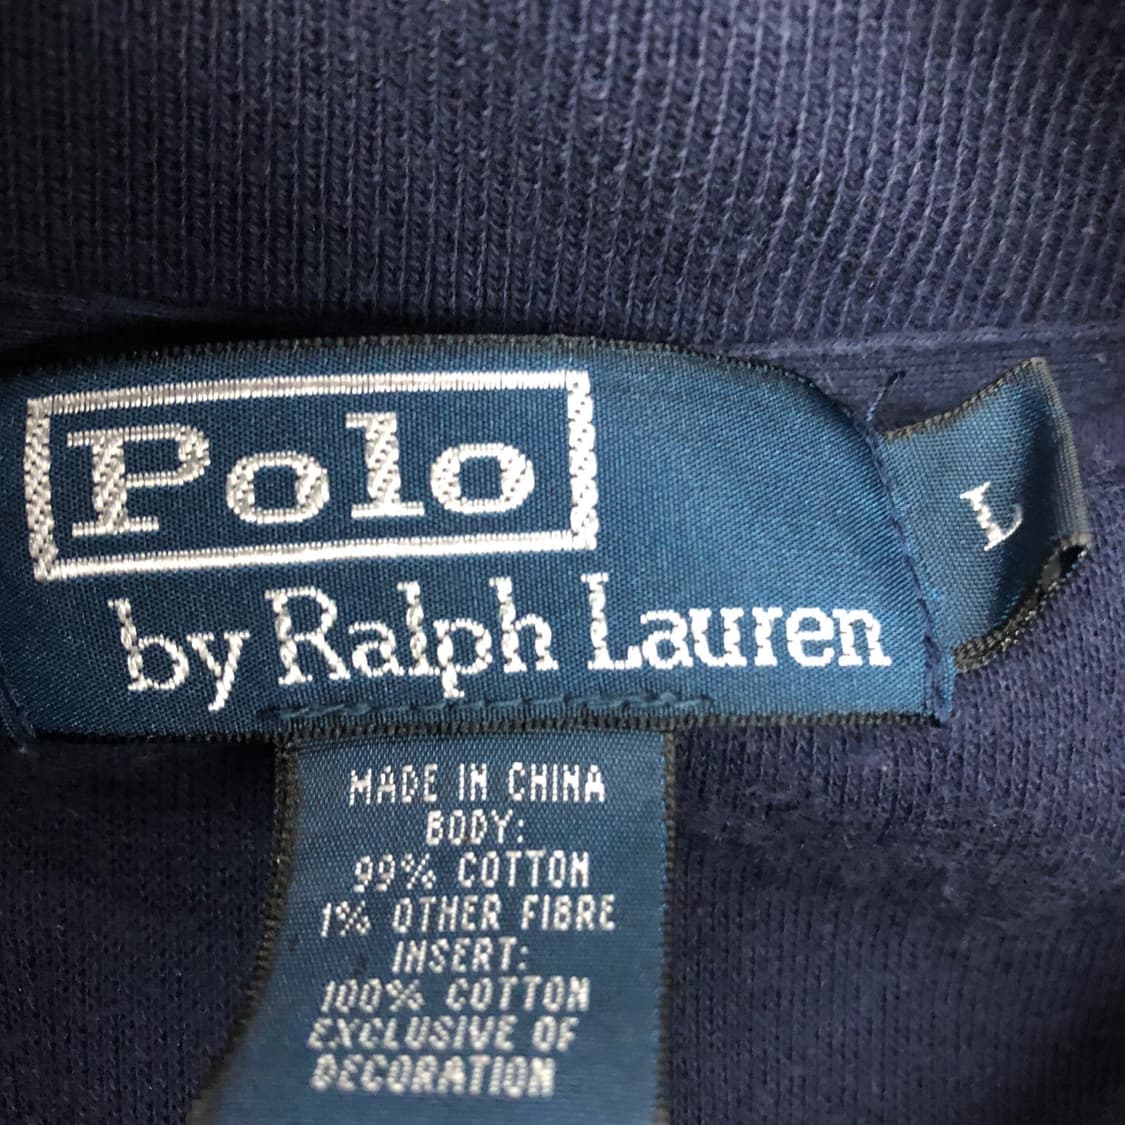 Polo
by Ralph Lauren
L
MADE IN CHINA
BODY:
99% COTTON
1% OTHER FIBRE
INSERT:
100% COTTON
EXCLUSIVE OF
DECORATION